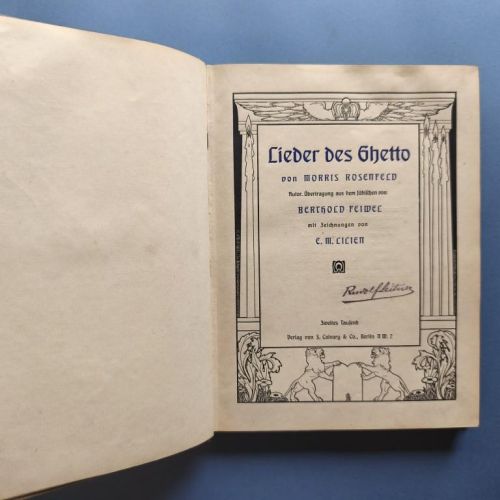 Lieder des Ghetto
von MORRIS ROSENFELD
Autor. Übertragung aus dem Jüdischen von
BERTHOLD FEIWEL
mit Zeichnungen von
E. M. LILIEN
Zweites Tausend
Verlag von S. Calvary & Co., Berlin NW. 7